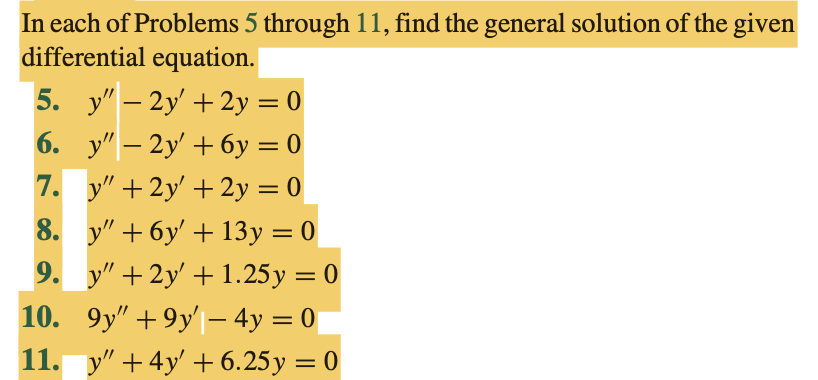 In each of Problems 5 through 11, find the general solution of the given
differential equation.
5. y″ − 2y′ + 2y = 0
6. y″ − 2y′ + 6y = 0
7. y″ + 2y′ + 2y = 0
8. y″ + 6y′ + 13y = 0
9. y″ + 2y′ + 1.25y = 0
10. 9y″ + 9y′ − 4y = 0
11. y″ + 4y′ + 6.25y = 0